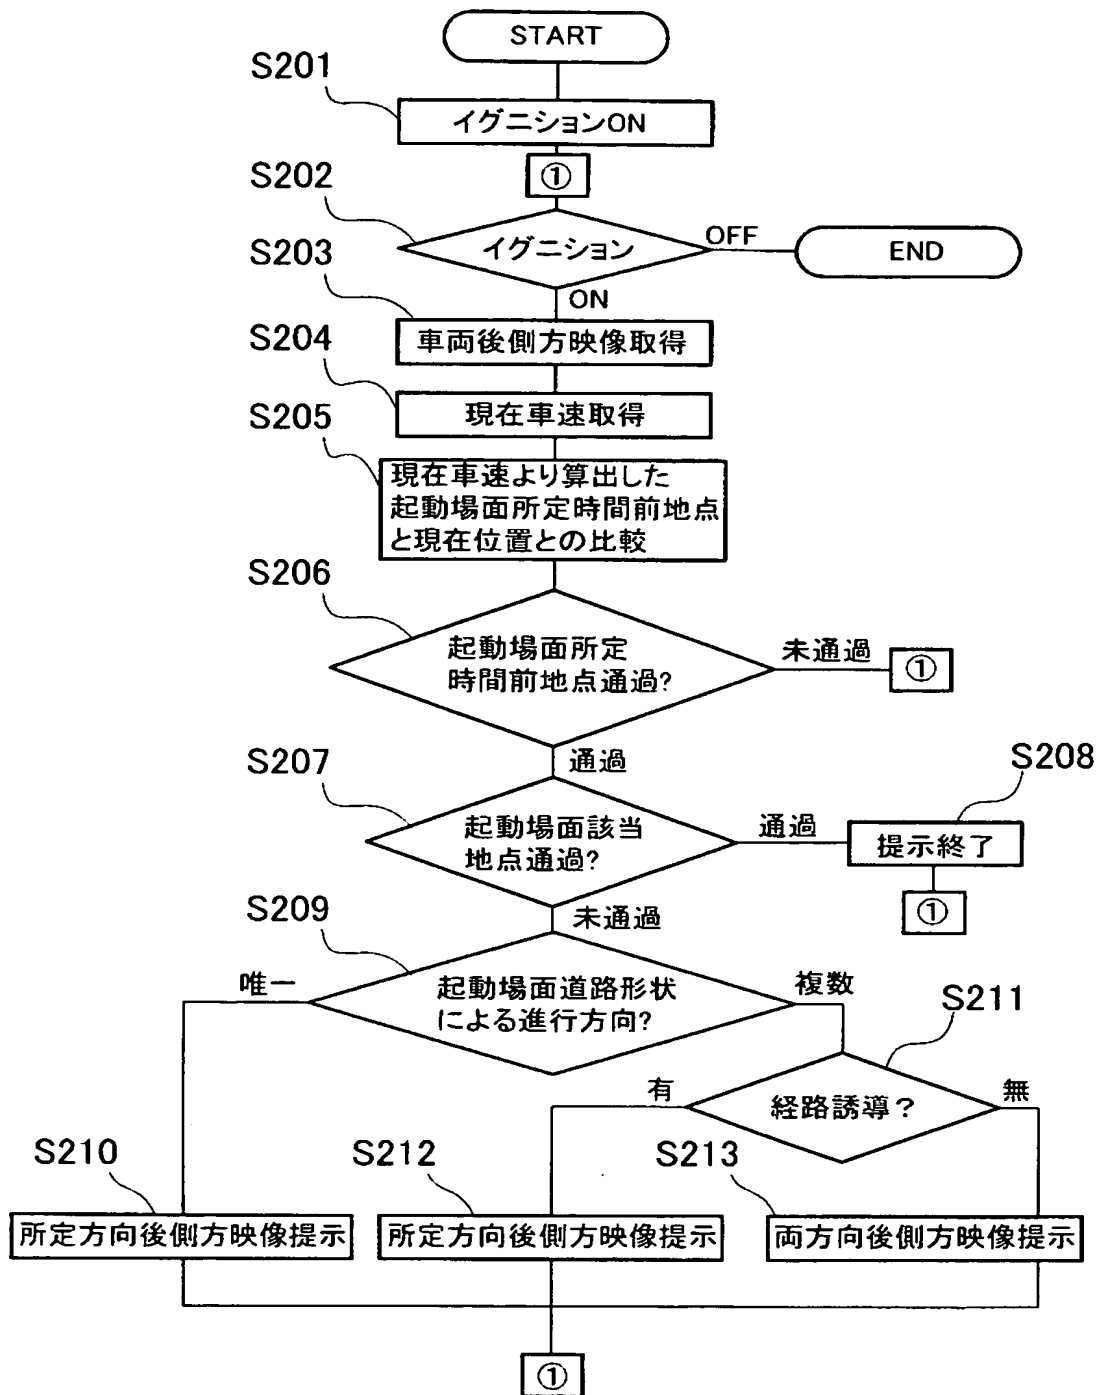 START
S201
イグニションON
①
S202
イグニション
OFF
END
ON
S203
車両後側方映像取得
S204
現在車速取得
S205
現在車速より算出した
起動場面所定時間前地点
と現在位置との比較
S206
起動場面所定
時間前地点通過?
未通過
①
通過
S207
起動場面該当
地点通過?
通過
S208
提示終了
①
未通過
S209
起動場面道路形状
による進行方向?
唯一
複数
S211
経路誘導？
有
無
S210
所定方向後側方映像提示
S212
所定方向後側方映像提示
S213
両方向後側方映像提示
①